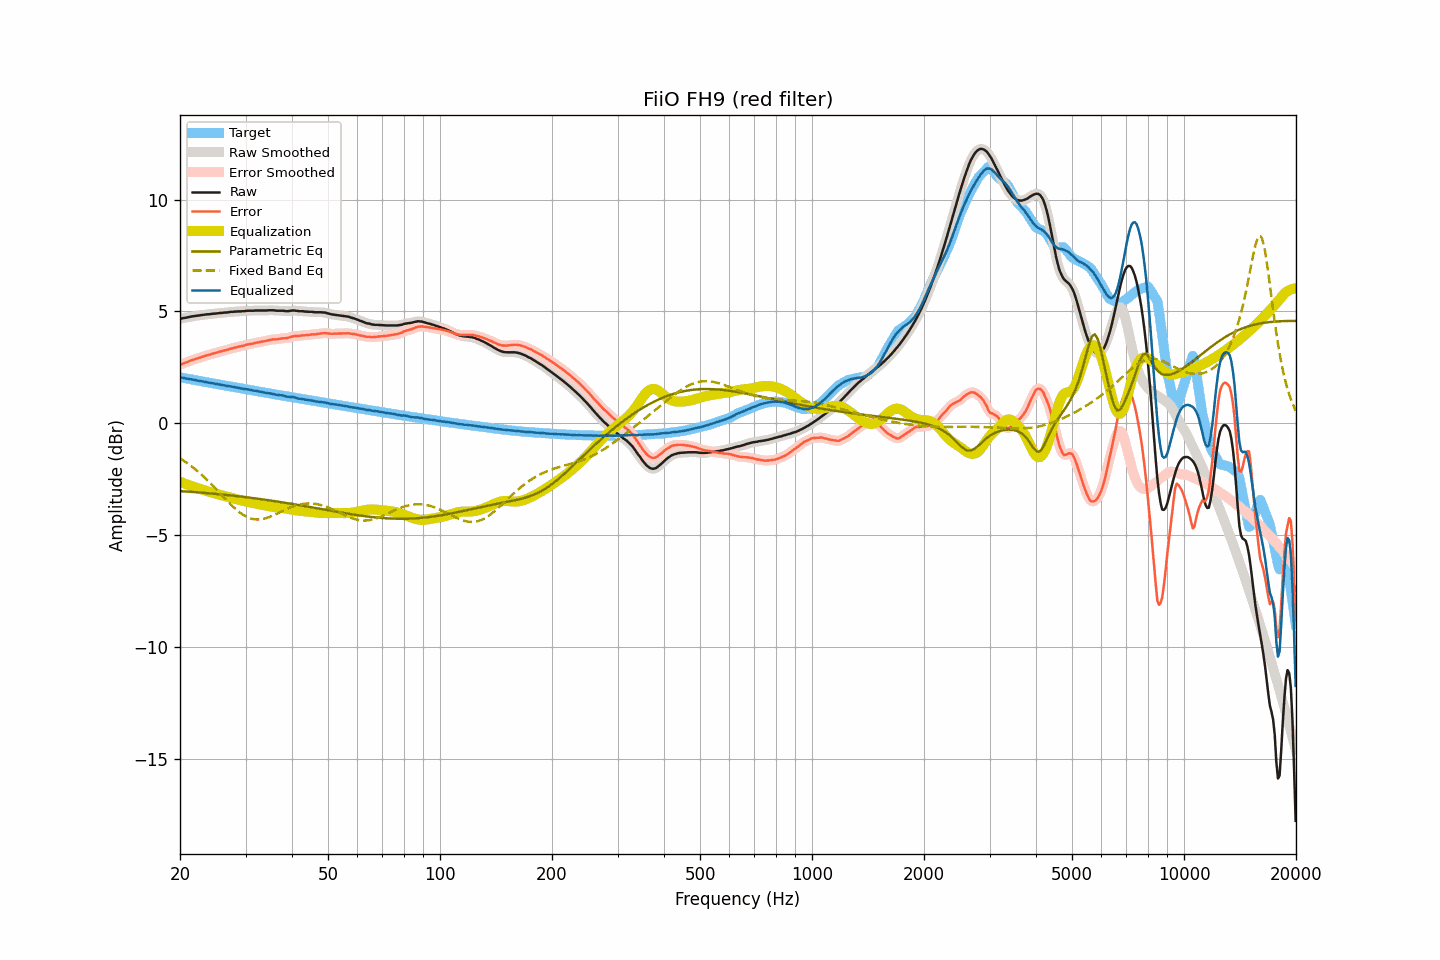 FiiO FH9 (red filter)
Target
Raw Smoothed
Error Smoothed
Raw
Error
Equalization
Parametric Eq
Fixed Band Eq
Equalized
10
5
0
−5
−10
−15
Amplitude (dBr)
20 50 100 200 500 1000 2000 5000 10000 20000
Frequency (Hz)